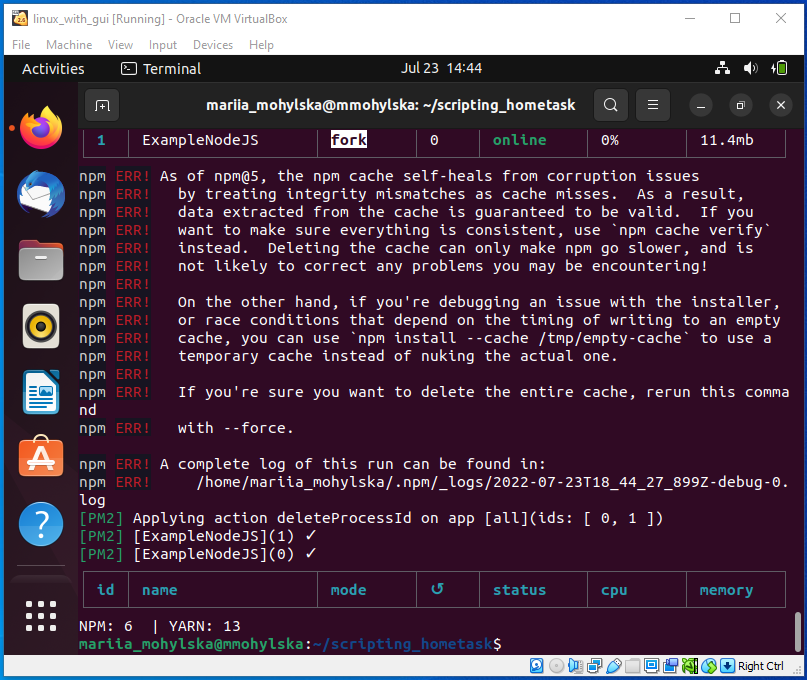 linux_with_gui [Running] - Oracle VM VirtualBox
File Machine View Input Devices Help
Activities Terminal Jul 23 14:44
mariia_mohylska@mmohylska: ~/scripting_hometask
1 ExampleNodeJS fork 0 online 0% 11.4mb
npm ERR! As of npm@5, the npm cache self-heals from corruption issues
npm ERR! by treating integrity mismatches as cache misses. As a result,
npm ERR! data extracted from the cache is guaranteed to be valid. If you
npm ERR! want to make sure everything is consistent, use `npm cache verify`
npm ERR! instead. Deleting the cache can only make npm go slower, and is
npm ERR! not likely to correct any problems you may be encountering!
npm ERR!
npm ERR! On the other hand, if you're debugging an issue with the installer,
npm ERR! or race conditions that depend on the timing of writing to an empty
npm ERR! cache, you can use `npm install --cache /tmp/empty-cache` to use a
npm ERR! temporary cache instead of nuking the actual one.
npm ERR!
npm ERR! If you're sure you want to delete the entire cache, rerun this comma
nd
npm ERR! with --force.
npm ERR! A complete log of this run can be found in:
npm ERR! /home/mariia_mohylska/.npm/_logs/2022-07-23T18_44_27_899Z-debug-0.
log
[PM2] Applying action deleteProcessId on app [all](ids: [ 0, 1 ])
[PM2] [ExampleNodeJS](1) ✓
[PM2] [ExampleNodeJS](0) ✓
id name mode ↺ status cpu memory
NPM: 6 | YARN: 13
mariia_mohylska@mmohylska:~/scripting_hometask$
Right Ctrl